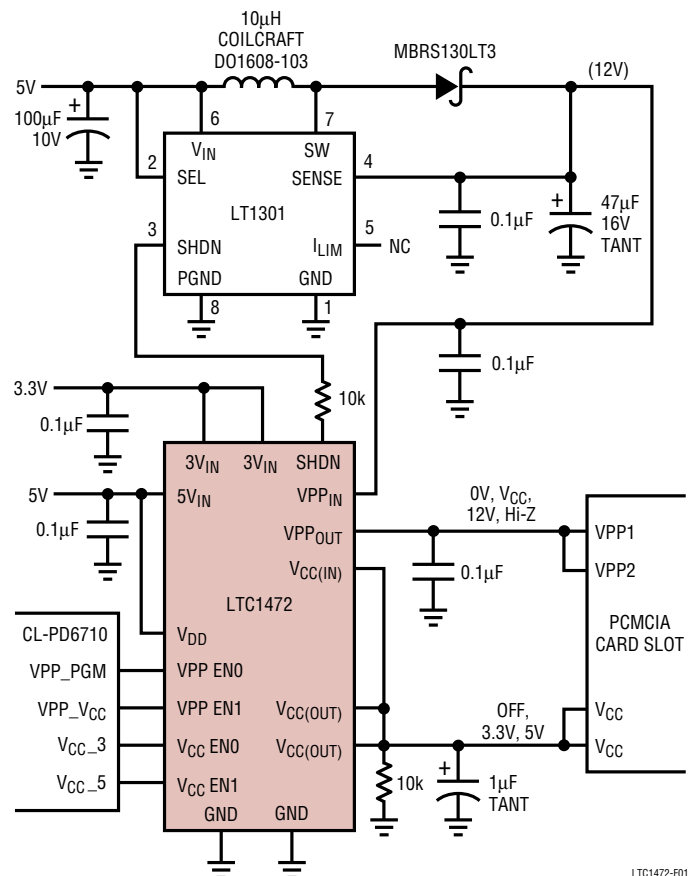 10µH
COILCRAFT
DO1608-103
MBRS130LT3
5V
(12V)
+
100µF
10V
6
7
VIN
SW
2
SEL
SENSE
4
LT1301
0.1µF
+
47µF
16V
TANT
3
SHDN
ILIM
5
NC
PGND
GND
8
1
0.1µF
3.3V
10k
0.1µF
3VIN
3VIN
SHDN
5V
5VIN
VPPIN
0V, VCC,
12V, Hi-Z
0.1µF
VPPOUT
VPP1
VCC(IN)
0.1µF
VPP2
LTC1472
PCMCIA
CARD SLOT
CL-PD6710
VDD
VPP_PGM
VPP EN0
VPP_VCC
VPP EN1
VCC(OUT)
OFF,
3.3V, 5V
VCC
VCC_3
VCC EN0
VCC(OUT)
VCC
VCC_5
VCC EN1
10k
+
1µF
TANT
GND
GND
LTC1472-F01